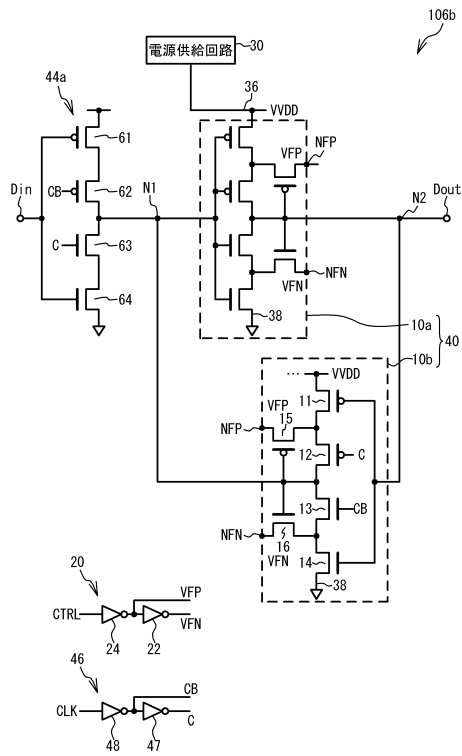 電源供給回路
30
106b
44a
36
VVDD
61
VFP
NFP
Din
CB
62
N1
N2
Dout
C
63
VFN
NFN
64
38
10a
40
10b
VVDD
11
VFP
15
NFP
12
C
13
CB
NFN
16
14
VFN
38
20
VFP
CTRL
VFN
24
22
46
CB
CLK
C
48
47